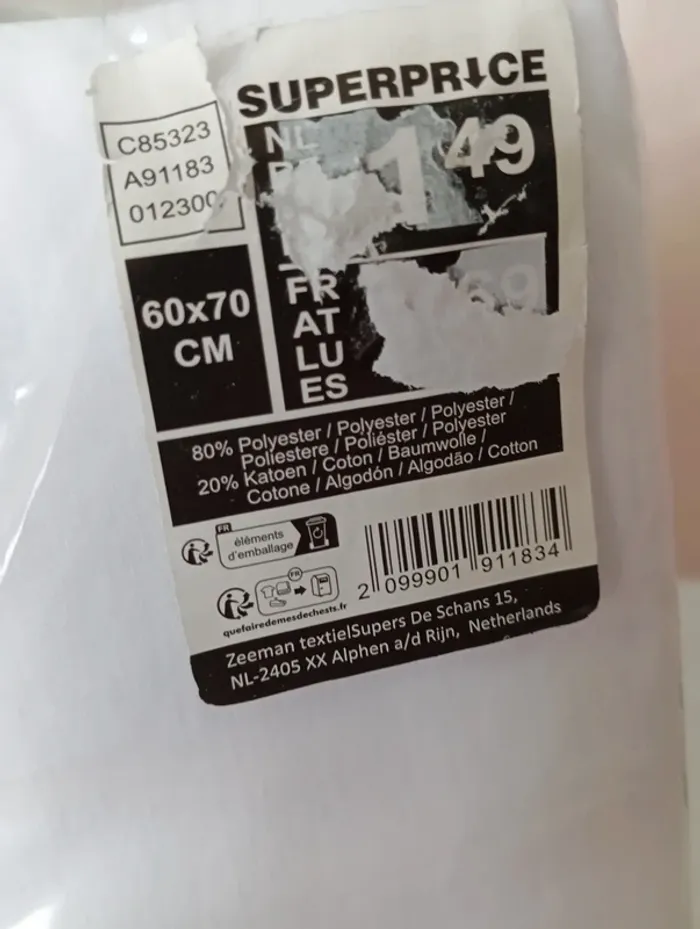 SUPERPRICE
C85323
A91183
012300
NL
1 49
60x70
CM
FR
69
AT
LU
ES
80% Polyester / Polyester / Polyester /
Poliestere / Poliéster / Polyester
20% Katoen / Coton / Baumwolle /
Cotone / Algodón / Algodão / Cotton
FR
éléments
d'emballage
FR
quefairedemesdechets.fr
2 099901 911834
Zeeman textielSupers De Schans 15,
NL-2405 XX Alphen a/d Rijn, Netherlands